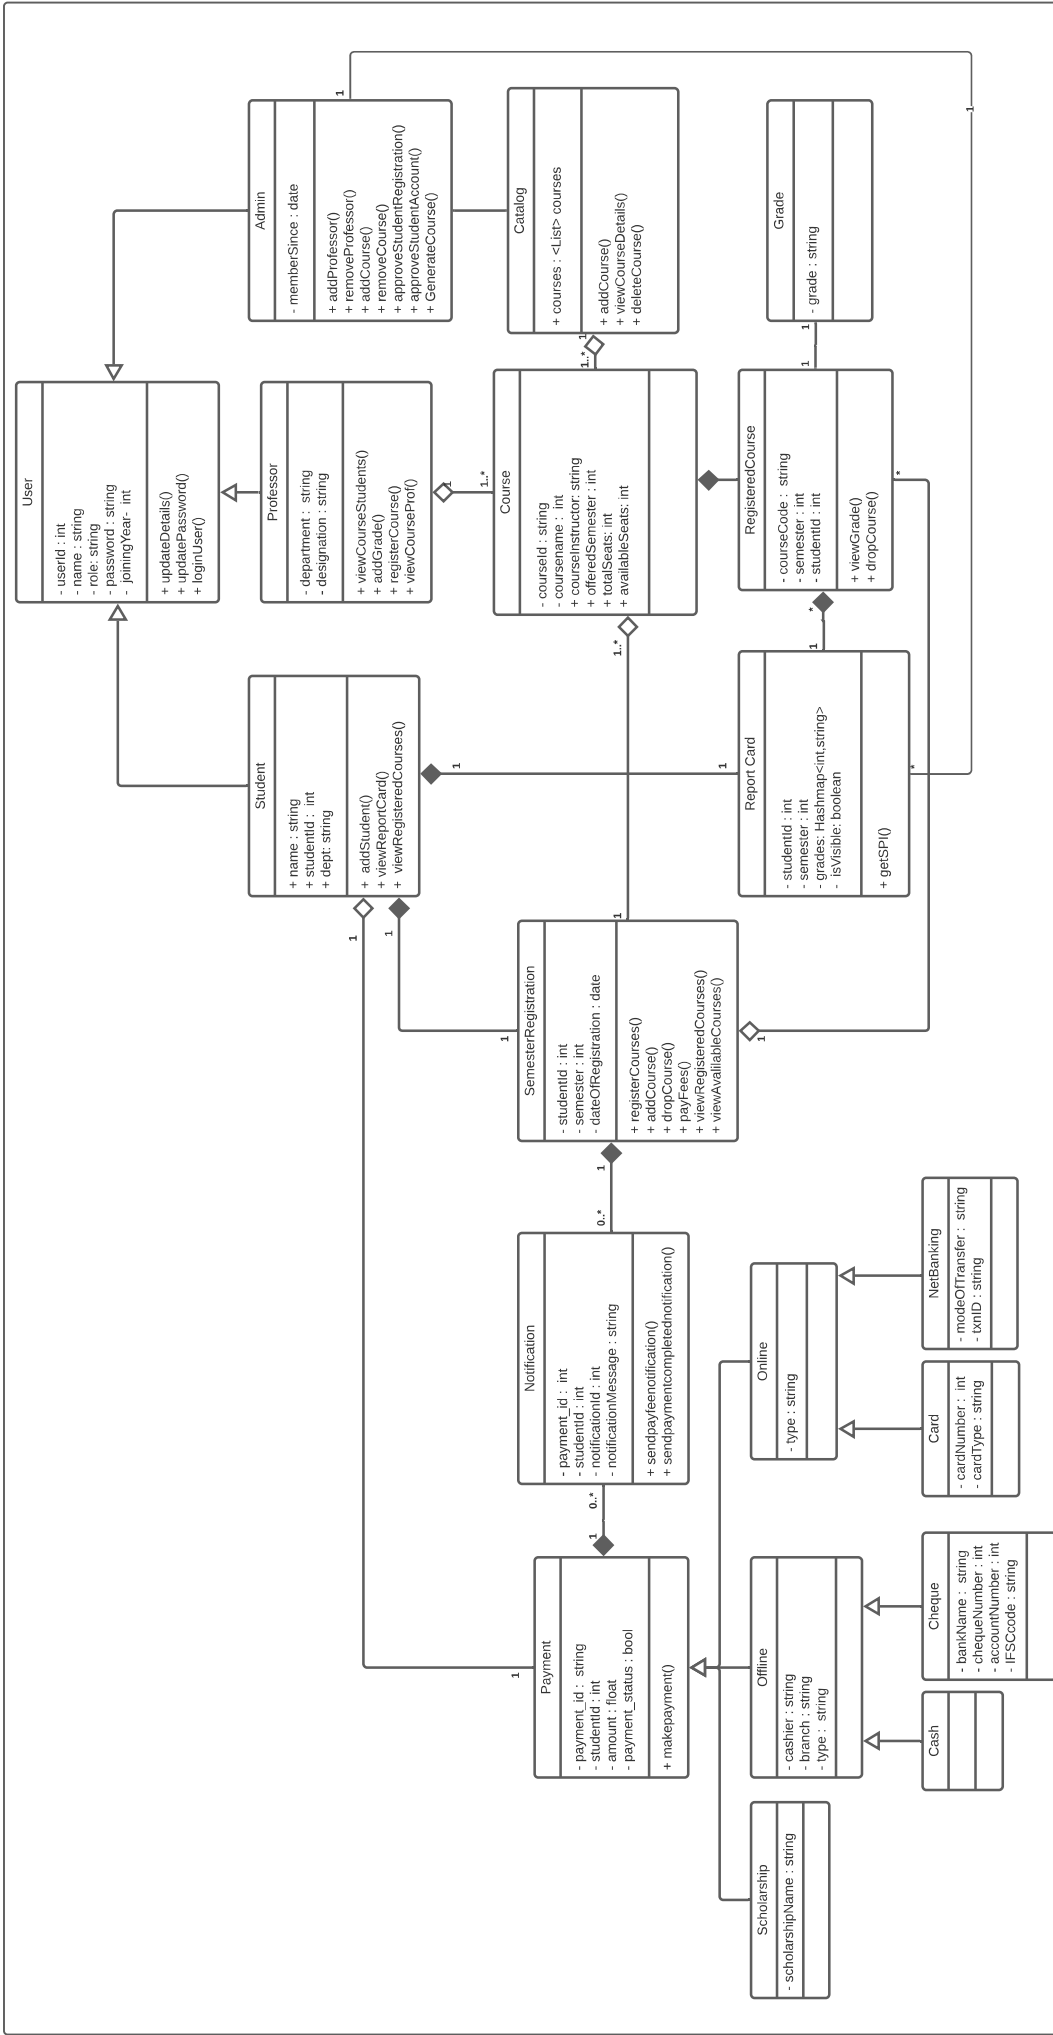 User
- userId : int
- name : string
- role: string
- password : string
- joiningYear- int
+ updateDetails()
+ updatePassword()
+ loginUser()
Student
+ name : string
+ studentId : int
+ dept: string
+ addStudent()
+ viewReportCard()
+ viewRegisteredCourses()
Professor
- department : string
- designation : string
+ viewCourseStudents()
+ addGrade()
+ registerCourse()
+ viewCourseProf()
Admin
- memberSince : date
+ addProfessor()
+ removeProfessor()
+ addCourse()
+ removeCourse()
+ approveStudentRegistration()
+ approveStudentAccount()
+ GenerateCourse()
1
1
1
1
1
1
1..*
Payment
- payment_id : string
- studentId : int
- amount : float
- payment_status : bool
+ makepayment()
1
1
0..*
Notification
- payment_id : int
- studentId : int
- notificationId : int
- notificationMessage : string
+ sendpayfeenotification()
+ sendpaymentcompletednotification()
0..*
1
SemesterRegistration
- studentId : int
- semester : int
- dateOfRegistration : date
+ registerCourses()
+ addCourse()
+ dropCourse()
+ payFees()
+ viewRegisteredCourses()
+ viewAvalilableCourses()
1
1
1
1..*
Course
- courseId : string
- coursename : int
+ courseInstructor: string
+ offeredSemester : int
+ totalSeats: int
+ availableSeats: int
1..*
1
Catalog
+ courses : <List> courses
+ addCourse()
+ viewCourseDetails()
+ deleteCourse()
Scholarship
- scholarshipName : string
Offline
- cashier : string
- branch : string
- type : string
Online
- type : string
Report Card
- studentId : int
- semester : int
- grades: Hashmap<int,string>
- isVisible: boolean
+ getSPI()
1
1
*
*
RegisteredCourse
- courseCode : string
- semester : int
- studentId : int
+ viewGrade()
+ dropCourse()
1
1
*
Grade
- grade : string
Cash
Cheque
- bankName : string
- chequeNumber : int
- accountNumber : int
- IFSCcode : string
Card
- cardNumber : int
- cardType : string
NetBanking
- modeOfTransfer : string
- txnID : string